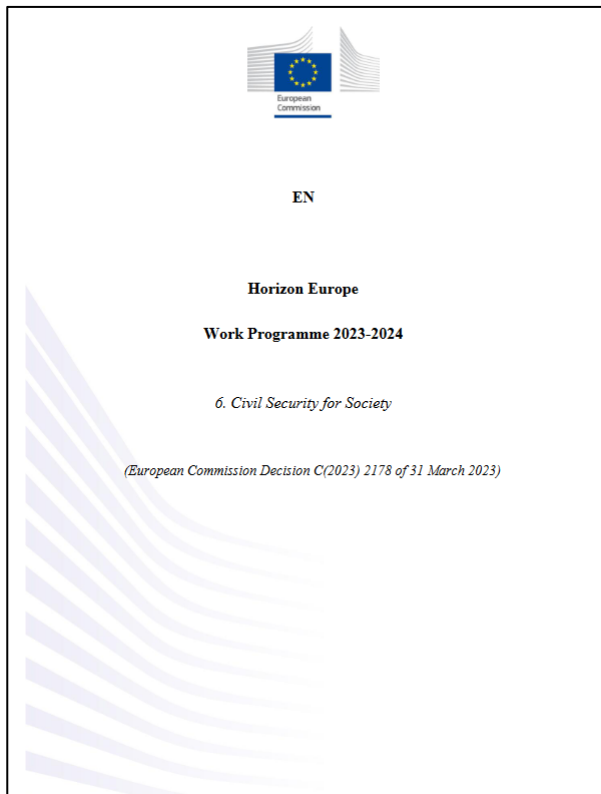 European
Commission
EN
Horizon Europe
Work Programme 2023-2024
6. Civil Security for Society
(European Commission Decision C(2023) 2178 of 31 March 2023)